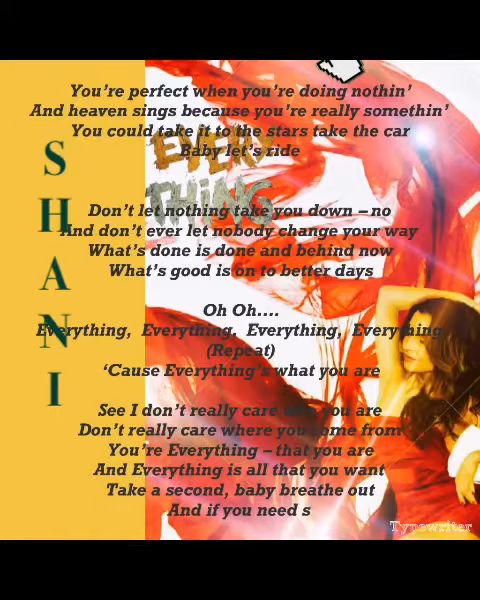 You're perfect when you're doing nothin'
And heaven sings because you're really somethin'
You could take it to the stars take the car
Baby let's ride
EVERY
THING
SHANI
Don't let nothing take you down – no
And don't ever let nobody change your way
What's done is done and behind now
What's good is on to better days
Oh Oh....
Everything, Everything, Everything, Everything
(Repeat)
'Cause Everything's what you are
See I don't really care who you are
Don't really care where you come from
You're Everything – that you are
And Everything is all that you want
Take a second, baby breathe out
And if you need s
Typewriter